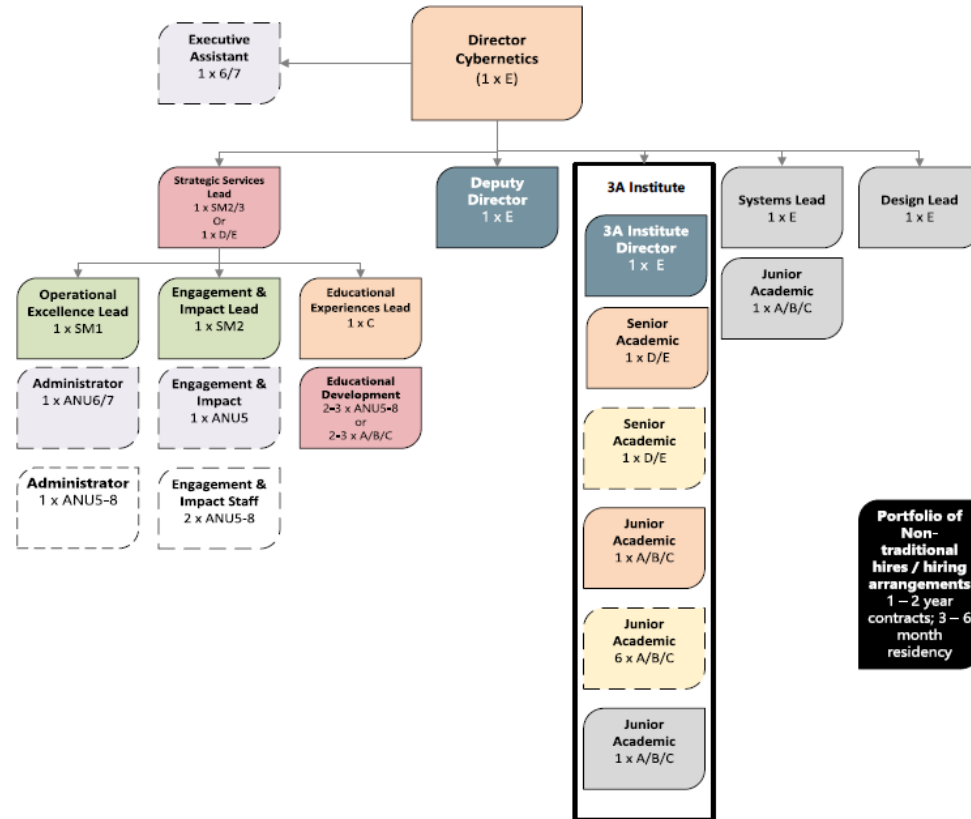 Executive
Assistant
1 x 6/7
Director
Cybernetics
(1 x E)
Strategic Services
Lead
1 x SM2/3
Or
1 x D/E
Deputy
Director
1 x E
3A Institute
Systems Lead
1 x E
Design Lead
1 x E
3A Institute
Director
1 x E
Junior
Academic
1 x A/B/C
Operational
Excellence Lead
1 x SM1
Engagement &
Impact Lead
1 x SM2
Educational
Experiences Lead
1 x C
Senior
Academic
1 x D/E
Administrator
1 x ANU6/7
Engagement &
Impact
1 x ANU5
Educational
Development
2-3 x ANU5-8
or
2-3 x A/B/C
Senior
Academic
1 x D/E
Administrator
1 x ANU5-8
Engagement &
Impact Staff
2 x ANU5-8
Junior
Academic
1 x A/B/C
Portfolio of
Non-
traditional
hires / hiring
arrangements
1 – 2 year
contracts; 3 – 6
month
residency
Junior
Academic
6 x A/B/C
Junior
Academic
1 x A/B/C